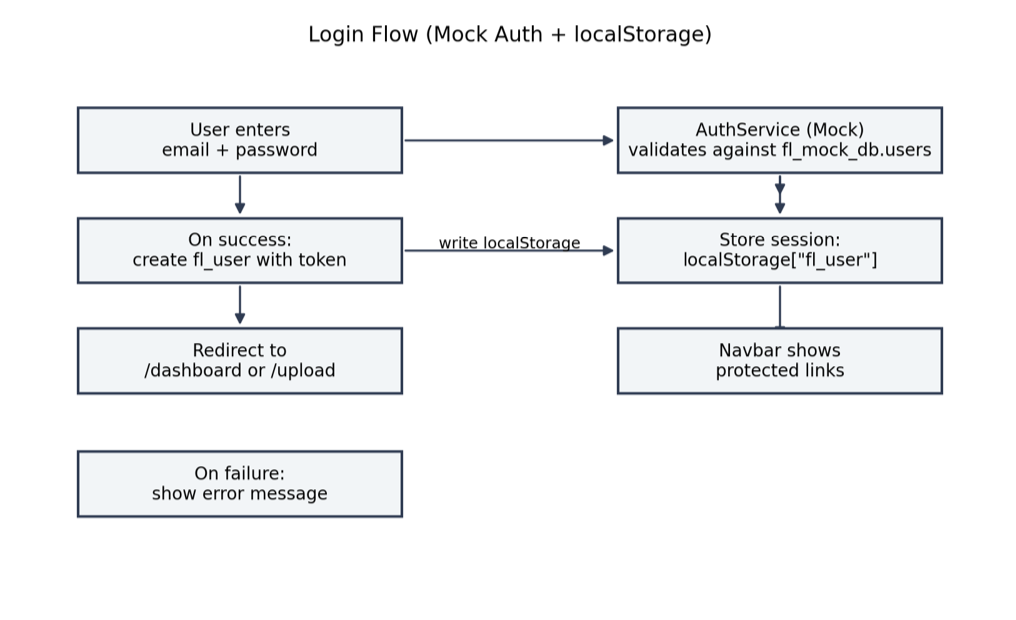 Login Flow (Mock Auth + localStorage)
User enters
email + password
AuthService (Mock)
validates against fl_mock_db.users
On success:
create fl_user with token
write localStorage
Store session:
localStorage["fl_user"]
Redirect to
/dashboard or /upload
Navbar shows
protected links
On failure:
show error message